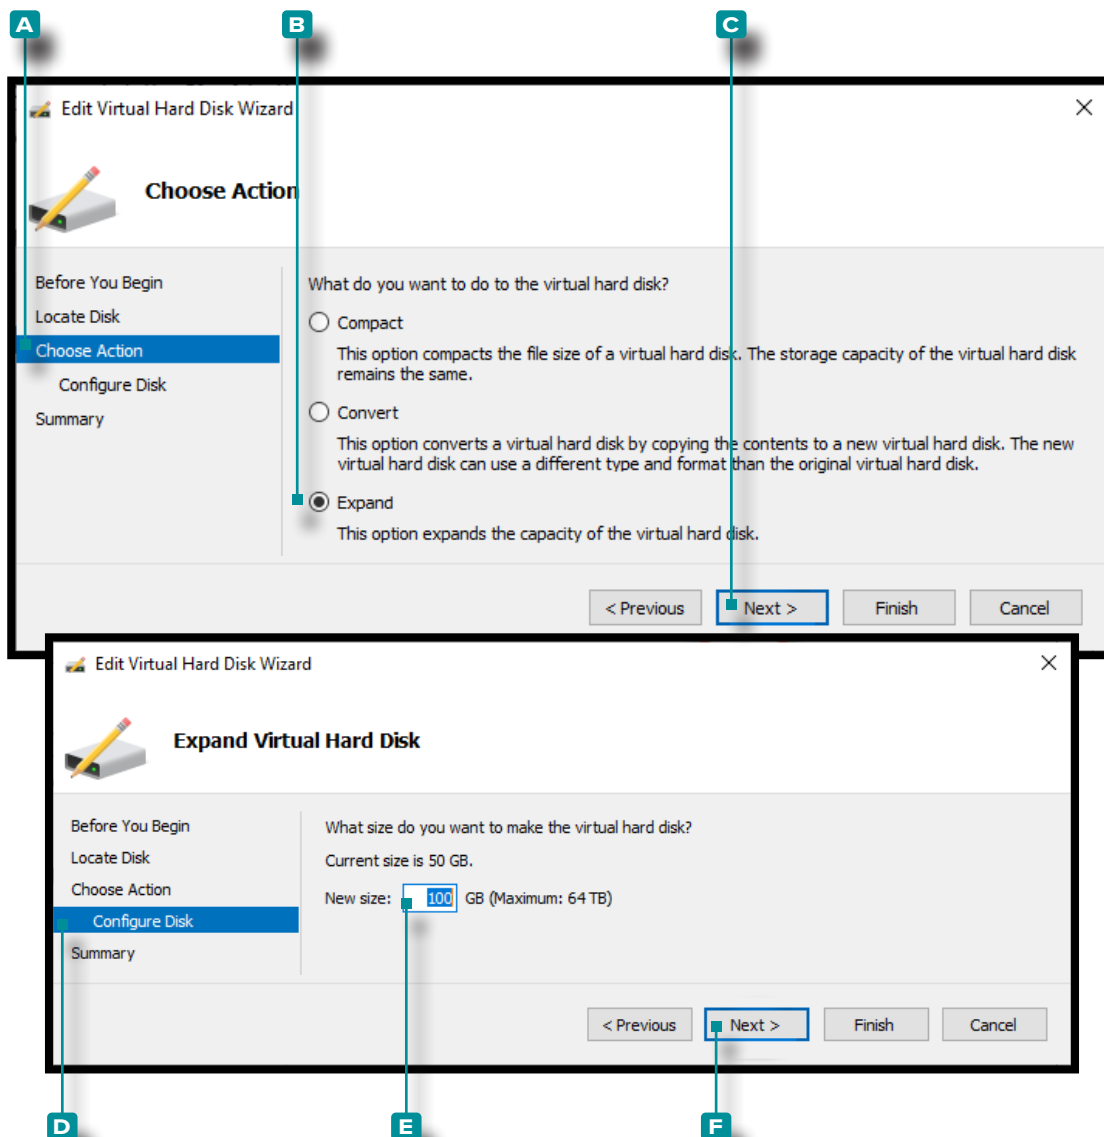 A B C
Edit Virtual Hard Disk Wizard
Choose Action
Before You Begin
Locate Disk
Choose Action
Configure Disk
Summary
What do you want to do to the virtual hard disk?
Compact
This option compacts the file size of a virtual hard disk. The storage capacity of the virtual hard disk
remains the same.
Convert
This option converts a virtual hard disk by copying the contents to a new virtual hard disk. The new
virtual hard disk can use a different type and format than the original virtual hard disk.
Expand
This option expands the capacity of the virtual hard disk.
< Previous Next > Finish Cancel
Edit Virtual Hard Disk Wizard
Expand Virtual Hard Disk
Before You Begin
Locate Disk
Choose Action
Configure Disk
Summary
What size do you want to make the virtual hard disk?
Current size is 50 GB.
New size: 100 GB (Maximum: 64 TB)
< Previous Next > Finish Cancel
D E F